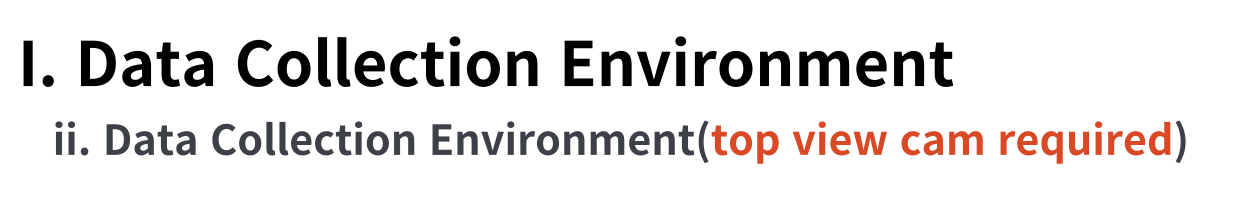 I. Data Collection Environment
ii. Data Collection Environment(top view cam required)